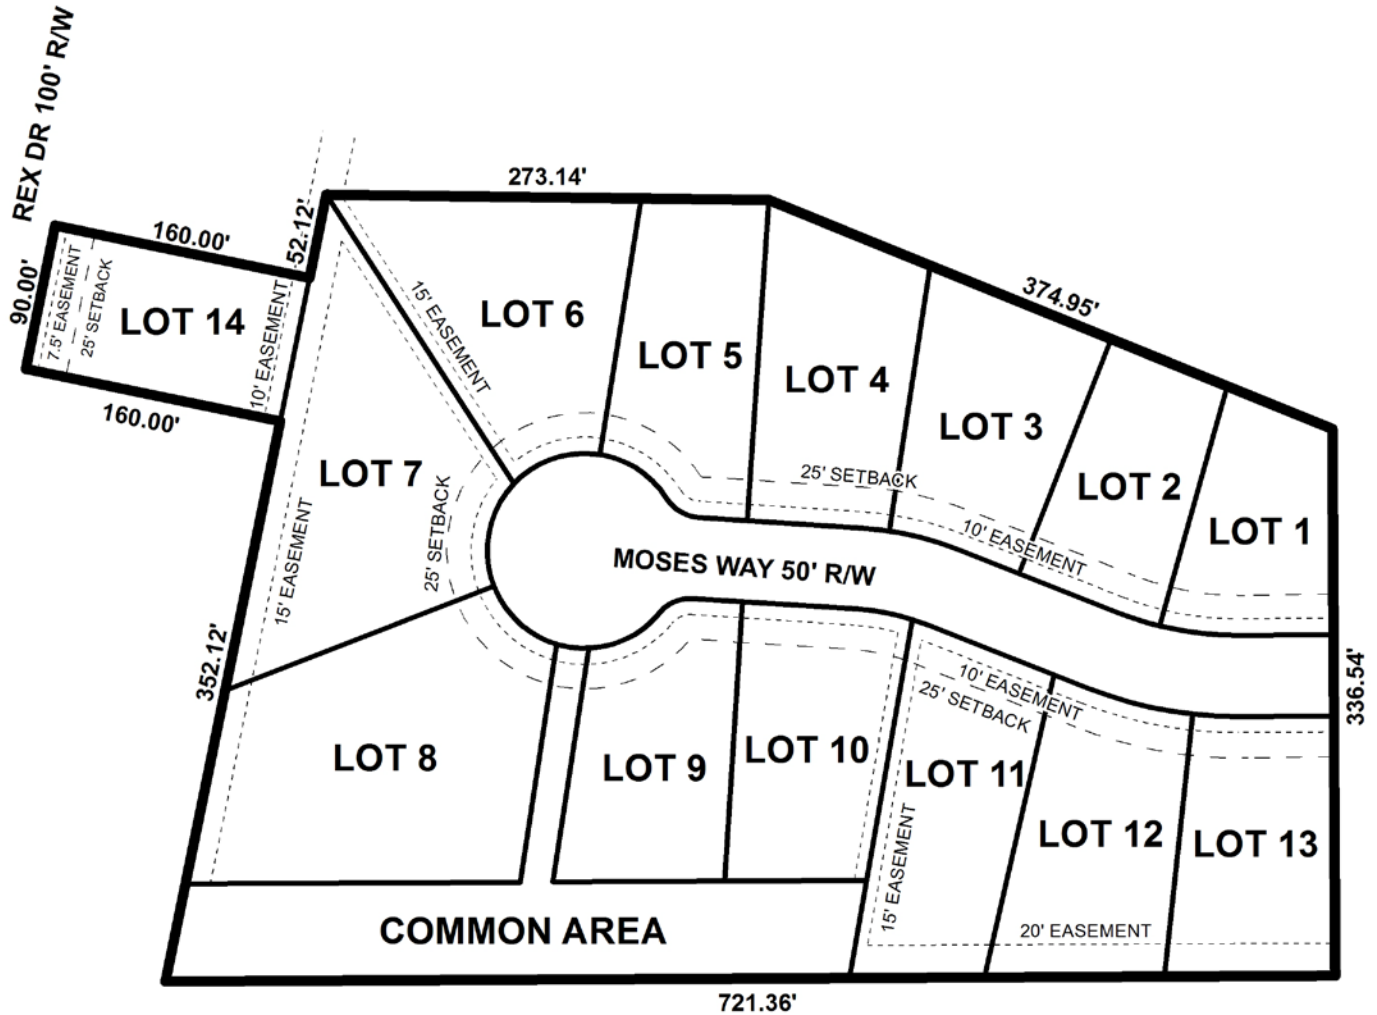 REX DR 100' R/W
273.14'
160.00'
52.12'
90.00'
7.5' EASEMENT
25' SETBACK
LOT 14
10' EASEMENT
160.00'
15' EASEMENT
LOT 6
LOT 5
LOT 4
374.95'
LOT 3
LOT 2
LOT 1
LOT 7
25' SETBACK
25' SETBACK
10' EASEMENT
15' EASEMENT
MOSES WAY 50' R/W
352.12'
336.54'
10' EASEMENT
25' SETBACK
LOT 8
LOT 9
LOT 10
LOT 11
LOT 12
LOT 13
15' EASEMENT
20' EASEMENT
COMMON AREA
721.36'